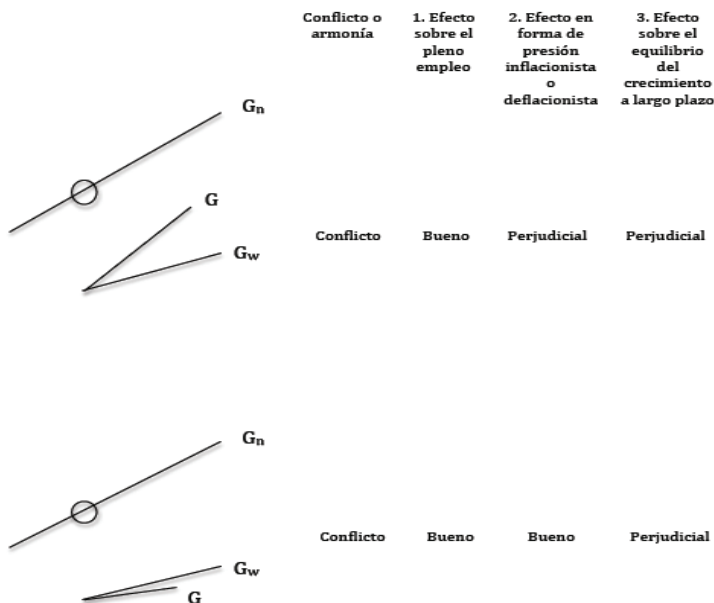 Conflicto o
armonía
1. Efecto
sobre el
pleno
empleo
2. Efecto en
forma de
presión
inflacionista
o
deflacionista
3. Efecto
sobre el
equilibrio
del
crecimiento
a largo plazo
Gn
G
Gw
Conflicto Bueno Perjudicial Perjudicial
Gn
Conflicto Bueno Bueno Perjudicial
Gw
G